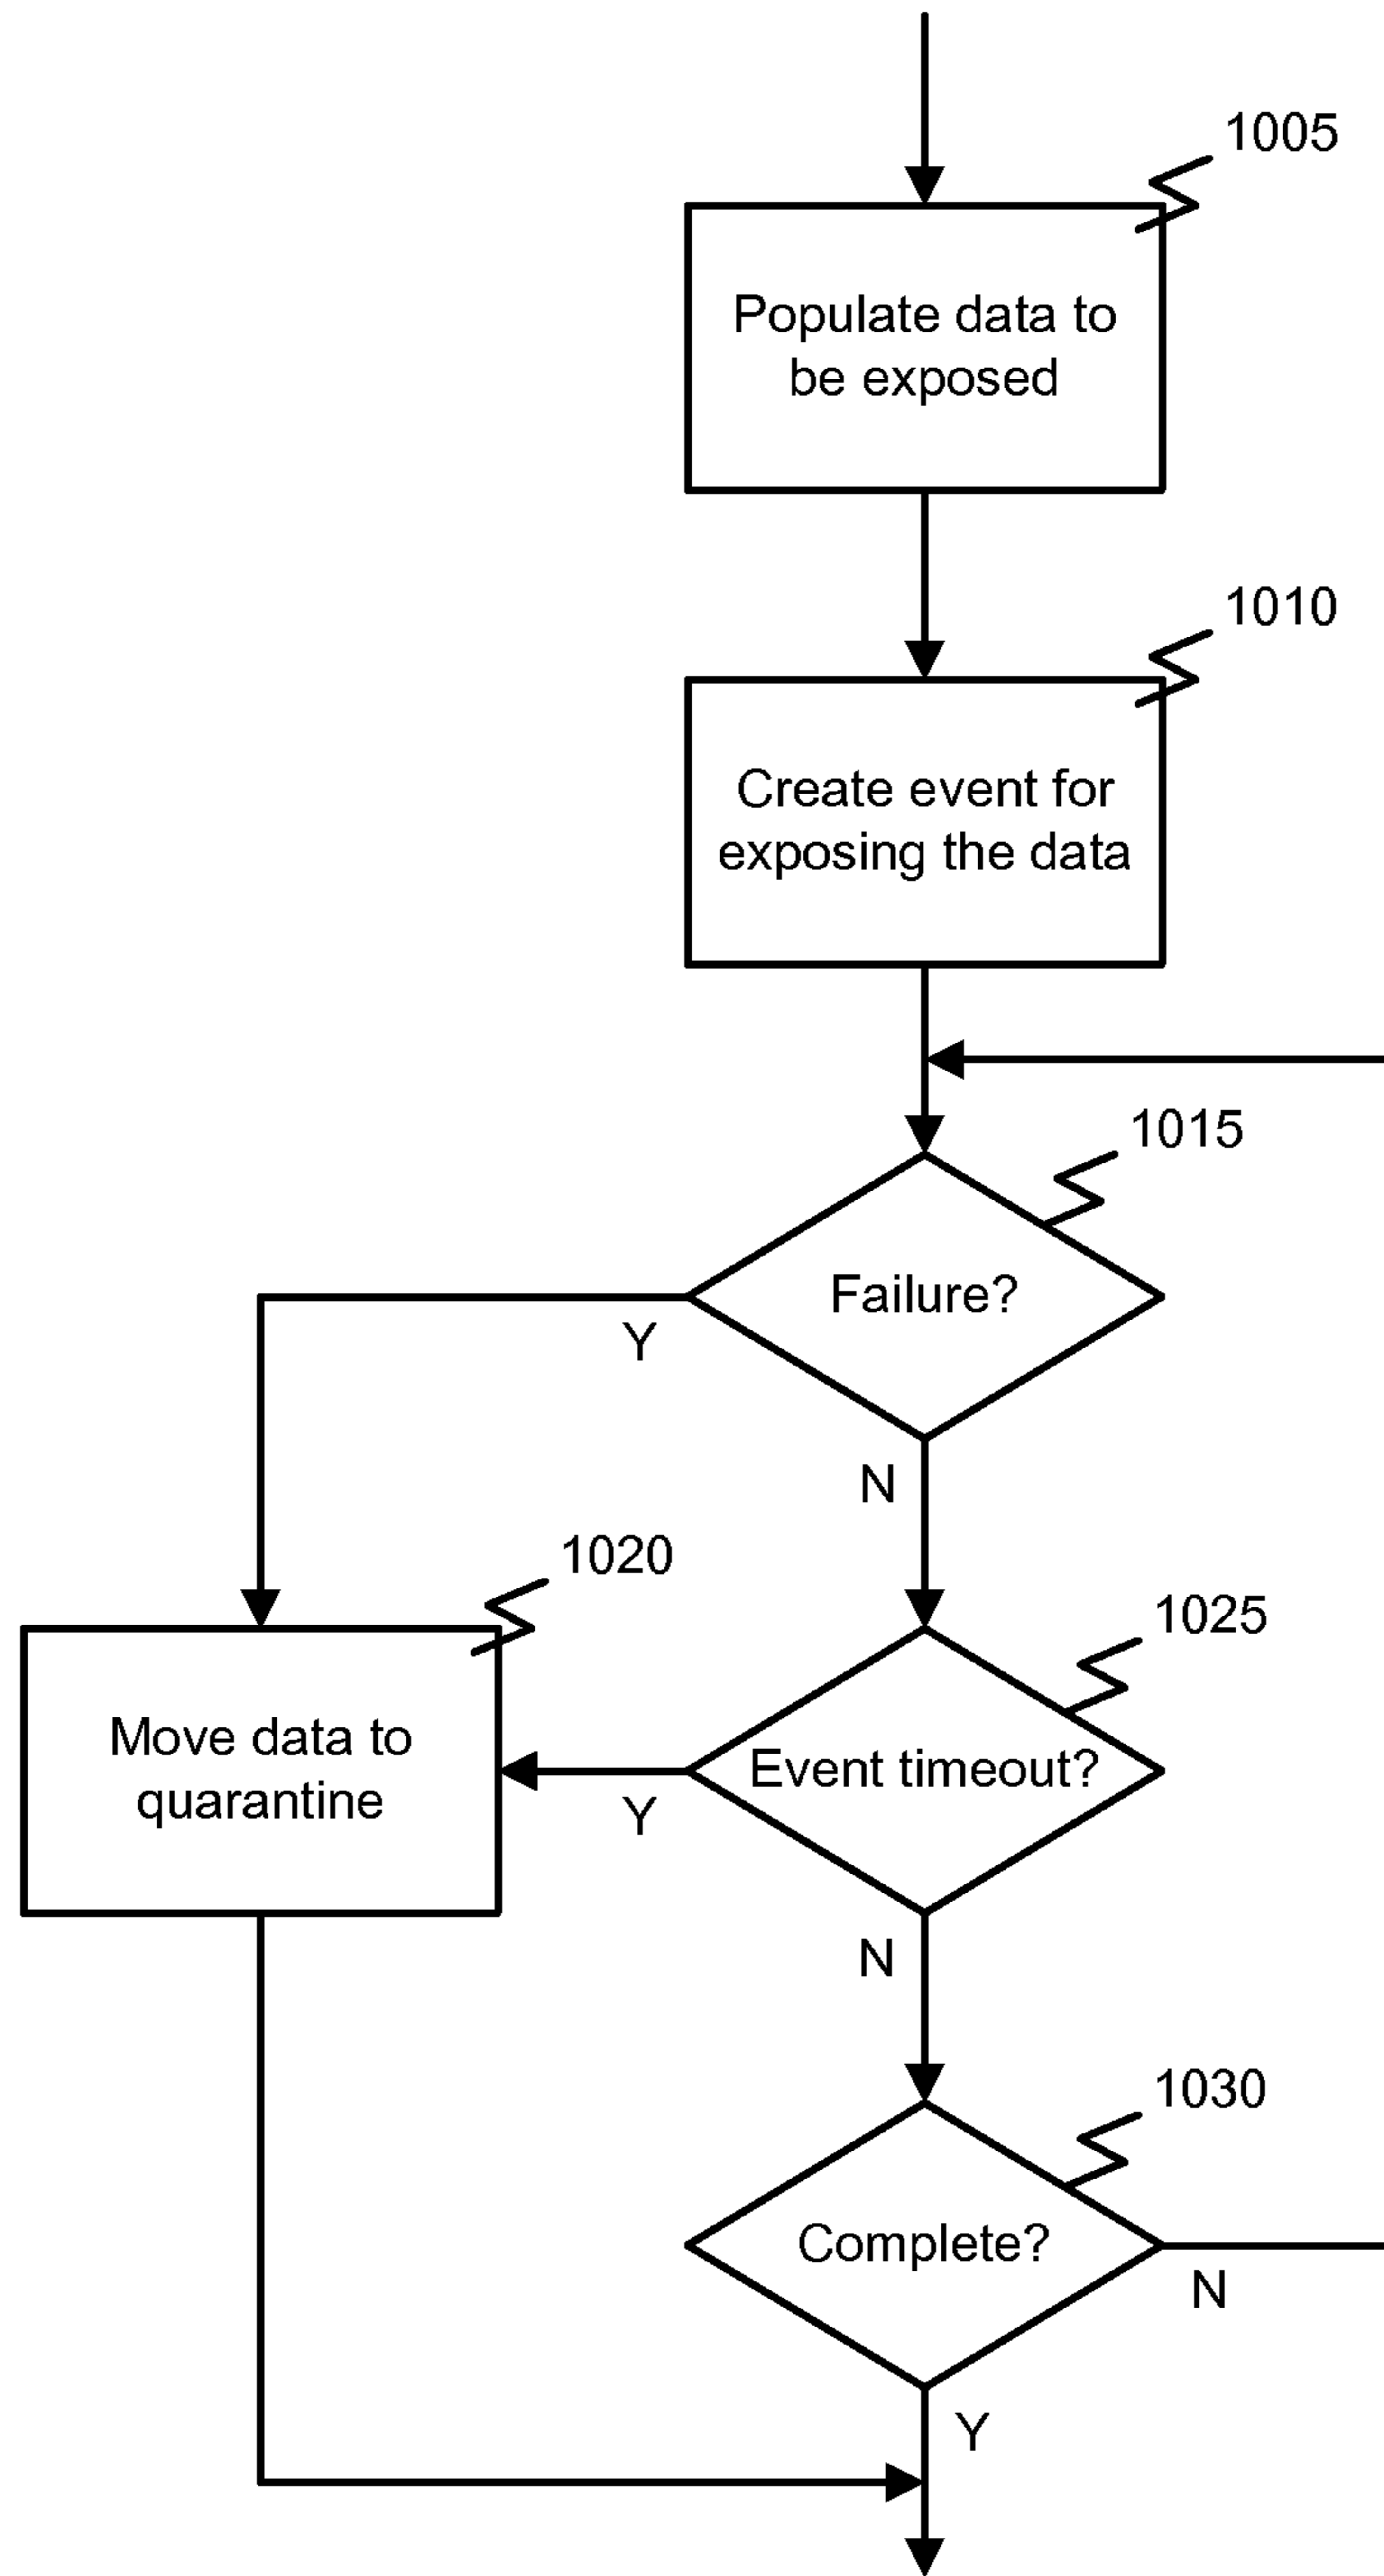 1005
Populate data to
be exposed
1010
Create event for
exposing the data
1015
Failure?
Y
N
1020
Move data to
quarantine
1025
Event timeout?
Y
N
1030
Complete?
N
Y